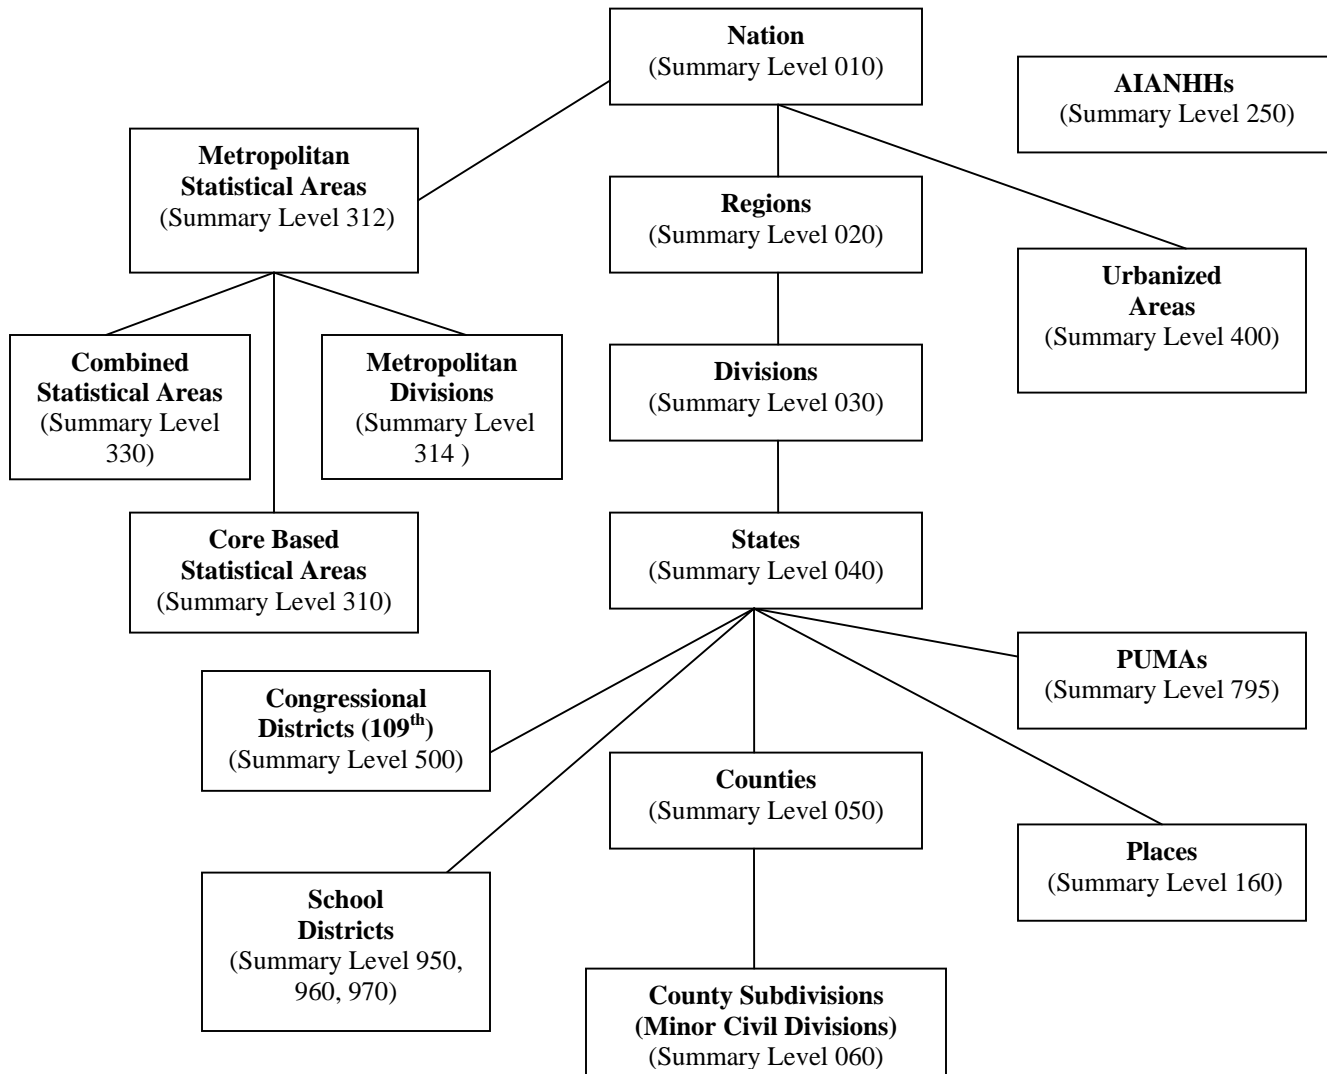 Nation
(Summary Level 010)
AIANHHs
(Summary Level 250)
Metropolitan
Statistical Areas
(Summary Level 312)
Regions
(Summary Level 020)
Urbanized
Areas
(Summary Level 400)
Combined
Statistical Areas
(Summary Level
330)
Metropolitan
Divisions
(Summary Level
314 )
Divisions
(Summary Level 030)
Core Based
Statistical Areas
(Summary Level 310)
States
(Summary Level 040)
PUMAs
(Summary Level 795)
Congressional
Districts (109th)
(Summary Level 500)
Counties
(Summary Level 050)
Places
(Summary Level 160)
School
Districts
(Summary Level 950,
960, 970)
County Subdivisions
(Minor Civil Divisions)
(Summary Level 060)